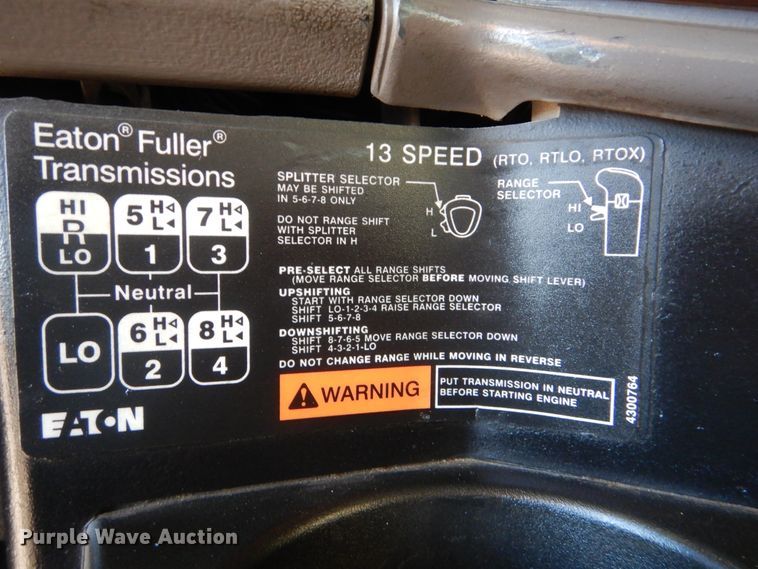 Eaton® Fuller®
Transmissions
13 SPEED (RTO, RTLO, RTOX)
HI
R
LO
5 H
L
1
7 H
L
3
Neutral
LO
6 H
L
2
8 H
L
4
EATON
SPLITTER SELECTOR
MAY BE SHIFTED
IN 5-6-7-8 ONLY
DO NOT RANGE SHIFT
WITH SPLITTER
SELECTOR IN H
H
L
RANGE
SELECTOR
HI
LO
PRE-SELECT ALL RANGE SHIFTS
(MOVE RANGE SELECTOR BEFORE MOVING SHIFT LEVER)
UPSHIFTING
START WITH RANGE SELECTOR DOWN
SHIFT LO-1-2-3-4 RAISE RANGE SELECTOR
SHIFT 5-6-7-8
DOWNSHIFTING
SHIFT 8-7-6-5 MOVE RANGE SELECTOR DOWN
SHIFT 4-3-2-1-LO
DO NOT CHANGE RANGE WHILE MOVING IN REVERSE
WARNING
PUT TRANSMISSION IN NEUTRAL
BEFORE STARTING ENGINE
4300764
Purple Wave Auction